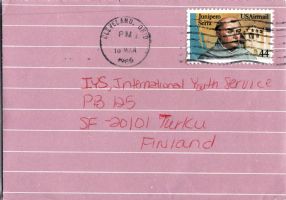 CLEVELAND, OH
PM
10 MAR
1986
Junipero
Serra
USAirmail
44
IYS, International Youth Service
PB 125
SF-20101 Turku
Finland